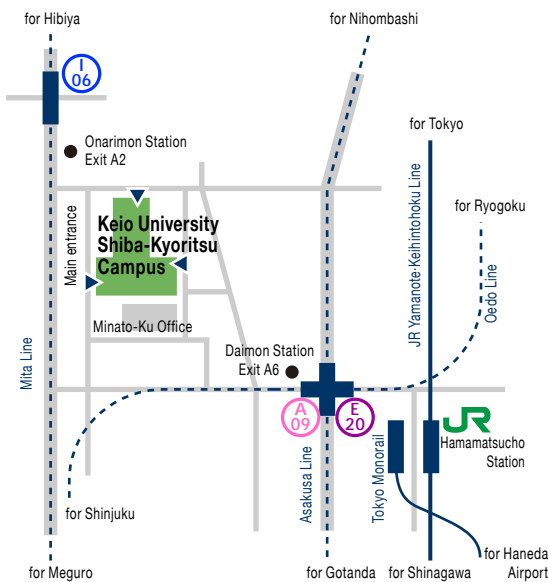 for Hibiya
for Nihombashi
I
06
for Tokyo
Onarimon Station
Exit A2
for Ryogoku
Main entrance
Keio University
Shiba-Kyoritsu
Campus
JR Yamanote·Keihintohoku Line
Oedo Line
Minato-Ku Office
Mita Line
Daimon Station
Exit A6
A
09
E
20
JR
Hamamatsucho
Station
Asakusa Line
Tokyo Monorail
for Shinjuku
for Haneda
Airport
for Meguro
for Gotanda
for Shinagawa